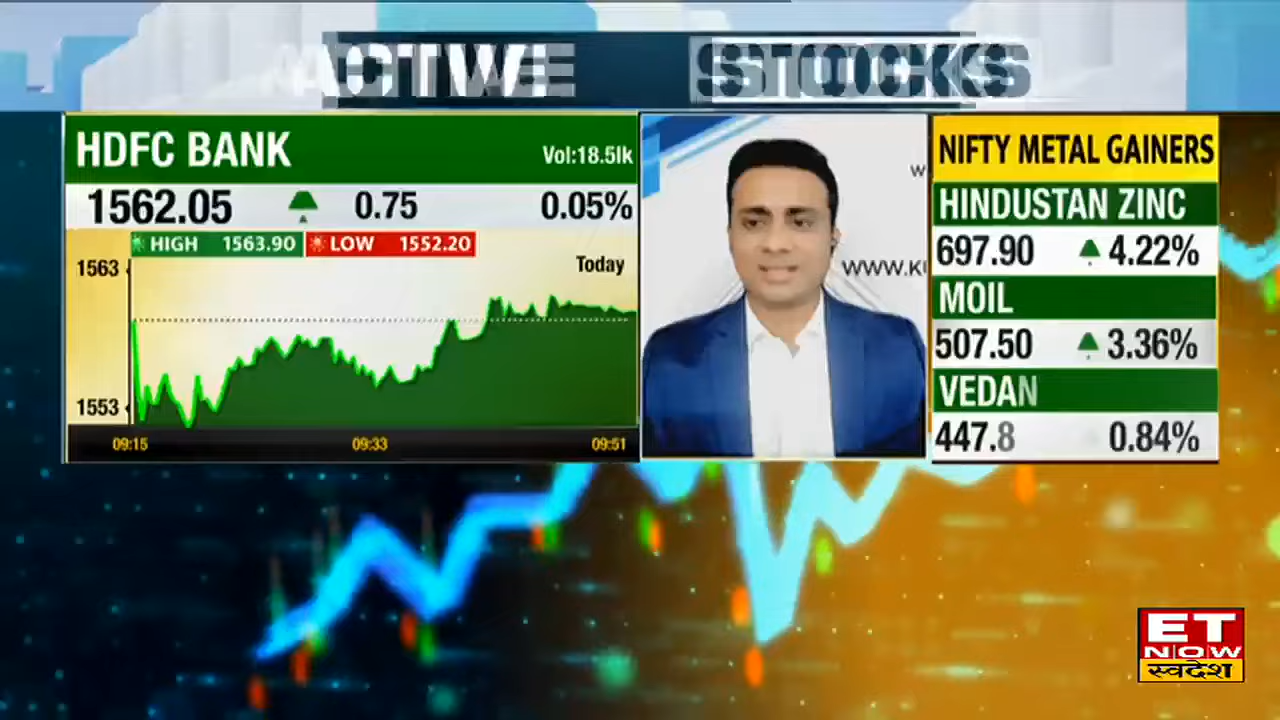 ACTIVE STOCKS
HDFC BANK
Vol:18.5lk
1562.05 0.75 0.05%
HIGH 1563.90 LOW 1552.20
Today
1563
1553
09:15 09:33 09:51
WWW.K
NIFTY METAL GAINERS
HINDUSTAN ZINC
697.90 4.22%
MOIL
507.50 3.36%
VEDAN
447.8 0.84%
ET
NOW
स्वदेश